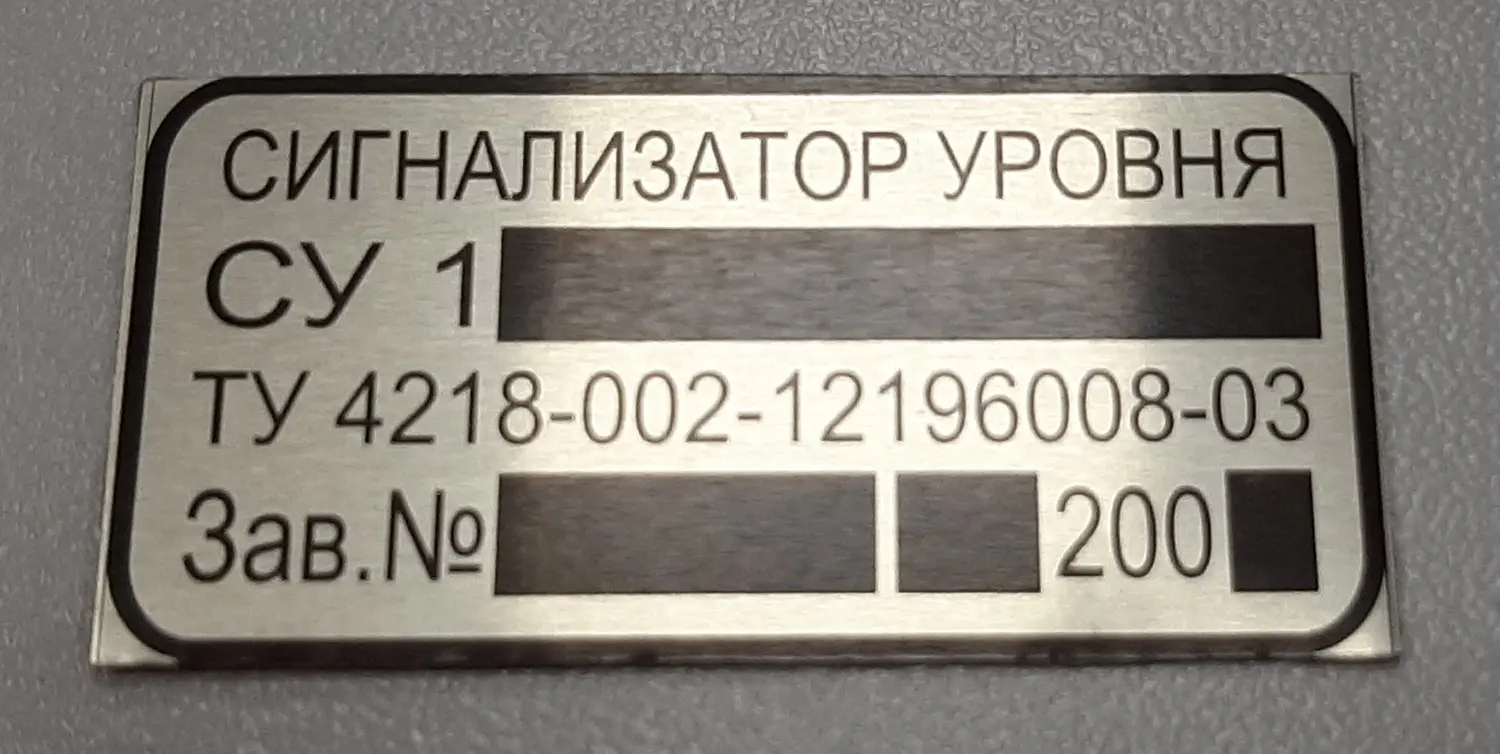 СИГНАЛИЗАТОР УРОВНЯ
СУ 1
ТУ 4218-002-12196008-03
Зав.№ 200